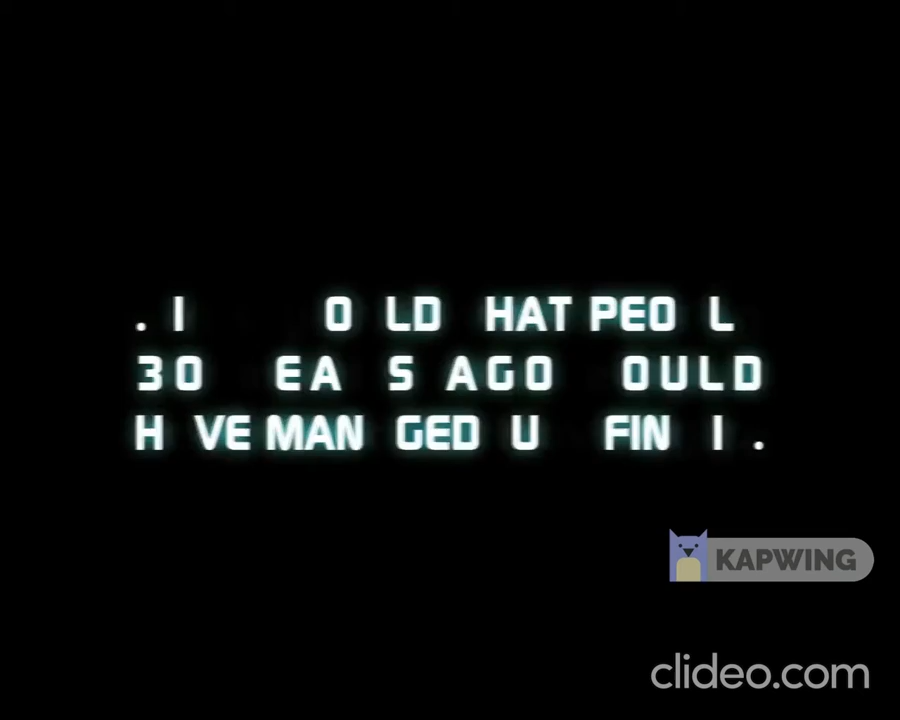 . I O LD HAT PEO L
30 EA S AGO OULD
H VE MAN GED U FIN I .
KAPWING
clideo.com